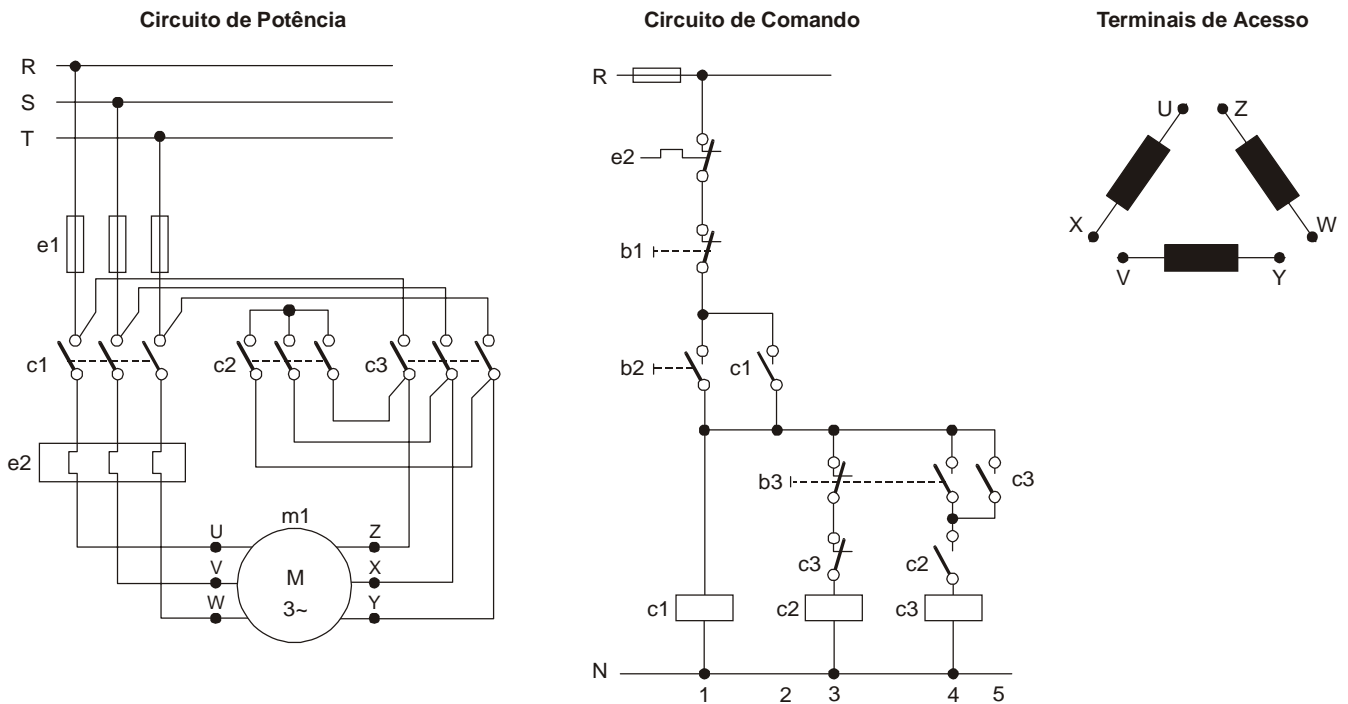 Circuito de Potência
Circuito de Comando
Terminais de Acesso
R
S
T
e1
c1
c2
c3
e2
m1
M
3~
U
V
W
Z
X
Y
R
e2
b1
b2
c1
b3
c3
c3
c2
c1
c2
c3
N
1 2 3 4 5
U Z
X W
V Y